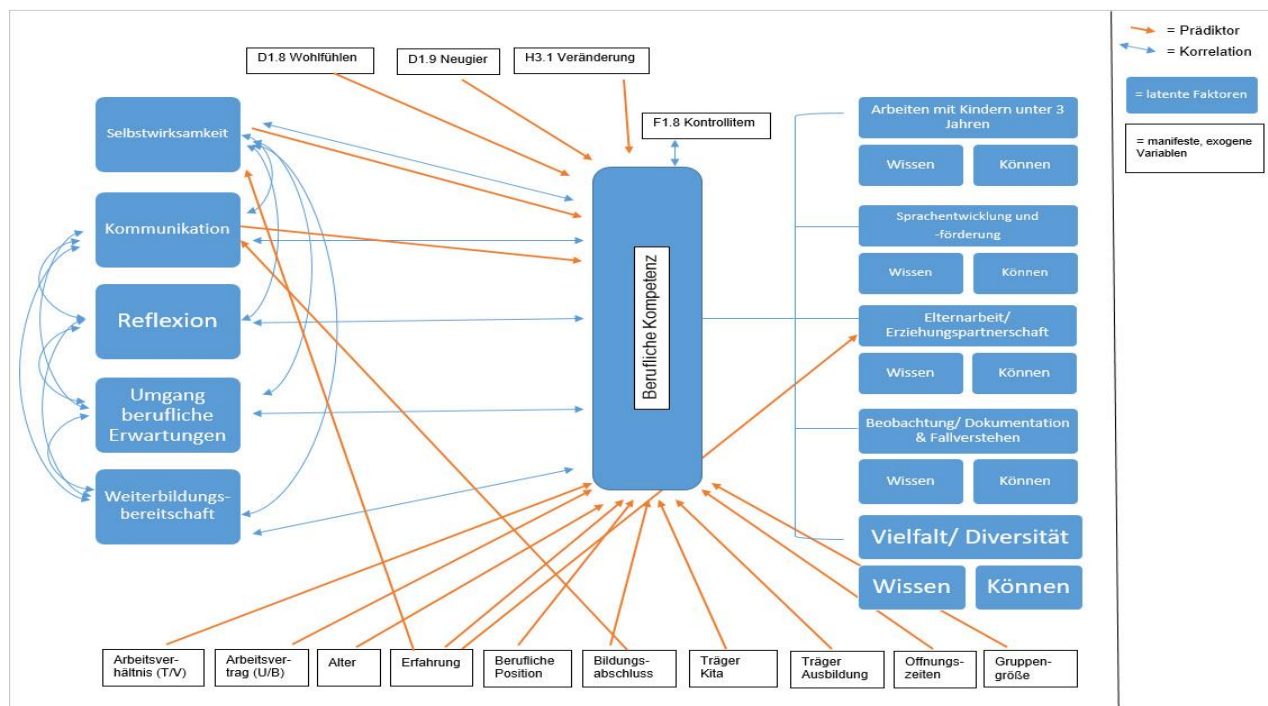 D1.8 Wohlfühlen
D1.9 Neugier
H3.1 Veränderung
F1.8 Kontrollitem
Selbstwirksamkeit
Kommunikation
Reflexion
Umgang
berufliche
Erwartungen
Weiterbildungs-
bereitschaft
Berufliche Kompetenz
Arbeiten mit Kindern unter 3
Jahren
Wissen
Können
Sprachentwicklung und
-förderung
Wissen
Können
Elternarbeit/
Erziehungspartnerschaft
Wissen
Können
Beobachtung/ Dokumentation
& Fallverstehen
Wissen
Können
Vielfalt/ Diversität
Wissen
Können
Arbeitsver-
hältnis (T/V)
Arbeitsver-
trag (U/B)
Alter
Erfahrung
Berufliche
Position
Bildungs-
abschluss
Träger
Kita
Träger
Ausbildung
Öffnungs-
zeiten
Gruppen-
größe
= Prädiktor
= Korrelation
= latente Faktoren
= manifeste, exogene
Variablen